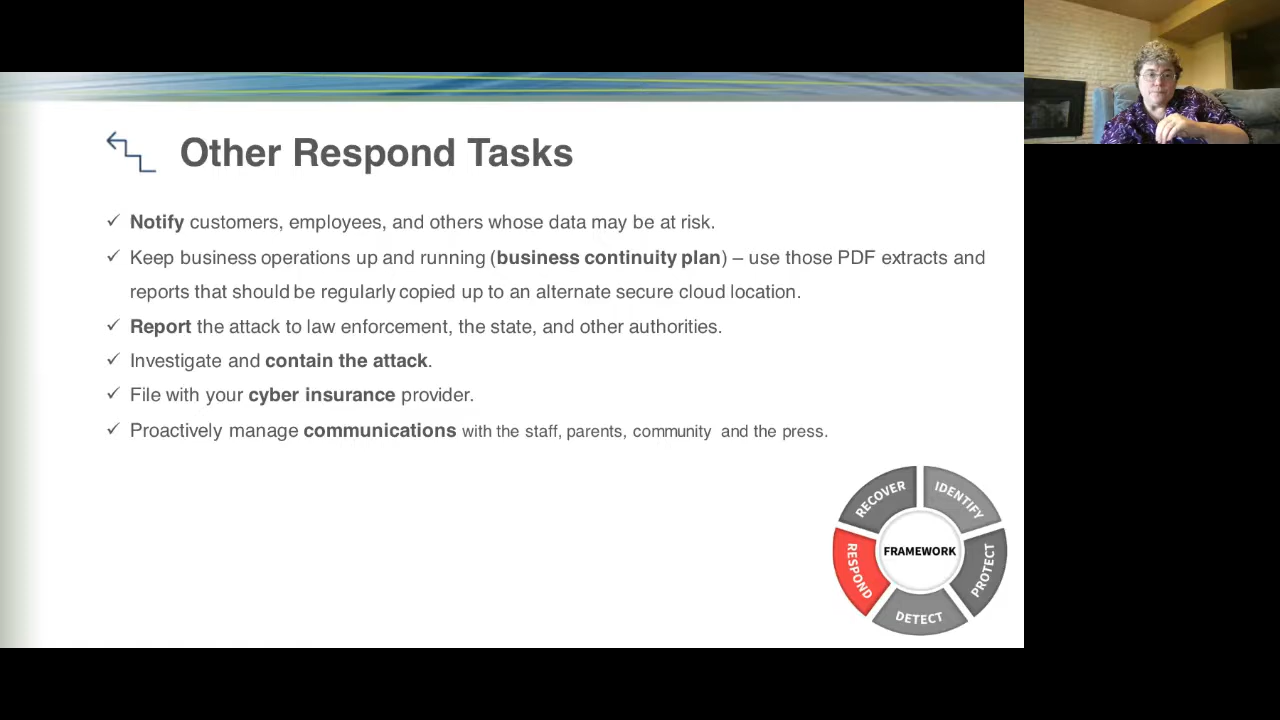 Other Respond Tasks
✓ Notify customers, employees, and others whose data may be at risk.
✓ Keep business operations up and running (business continuity plan) – use those PDF extracts and
reports that should be regularly copied up to an alternate secure cloud location.
✓ Report the attack to law enforcement, the state, and other authorities.
✓ Investigate and contain the attack.
✓ File with your cyber insurance provider.
✓ Proactively manage communications with the staff, parents, community and the press.
RECOVER
IDENTIFY
RESPOND
FRAMEWORK
PROTECT
DETECT